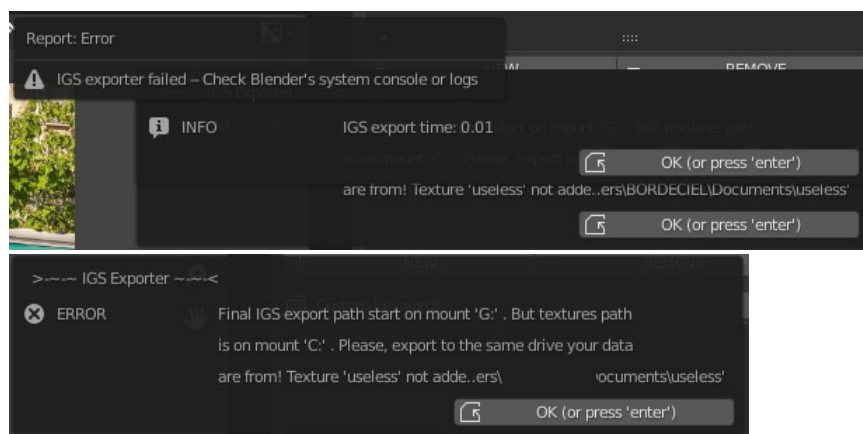 Report: Error
NEW
REMOVE
IGS exporter failed – Check Blender's system console or logs
INFO
IGS export time: 0.01
OK (or press 'enter')
are from! Texture 'useless' not adde..ers\BORDECIEL\Documents\useless'
OK (or press 'enter')
>-~-~ IGS Exporter ~-~-<
ERROR
Final IGS export path start on mount 'G:' . But textures path
is on mount 'C:' . Please, export to the same drive your data
are from! Texture 'useless' not adde..ers\ ocuments\useless'
OK (or press 'enter')